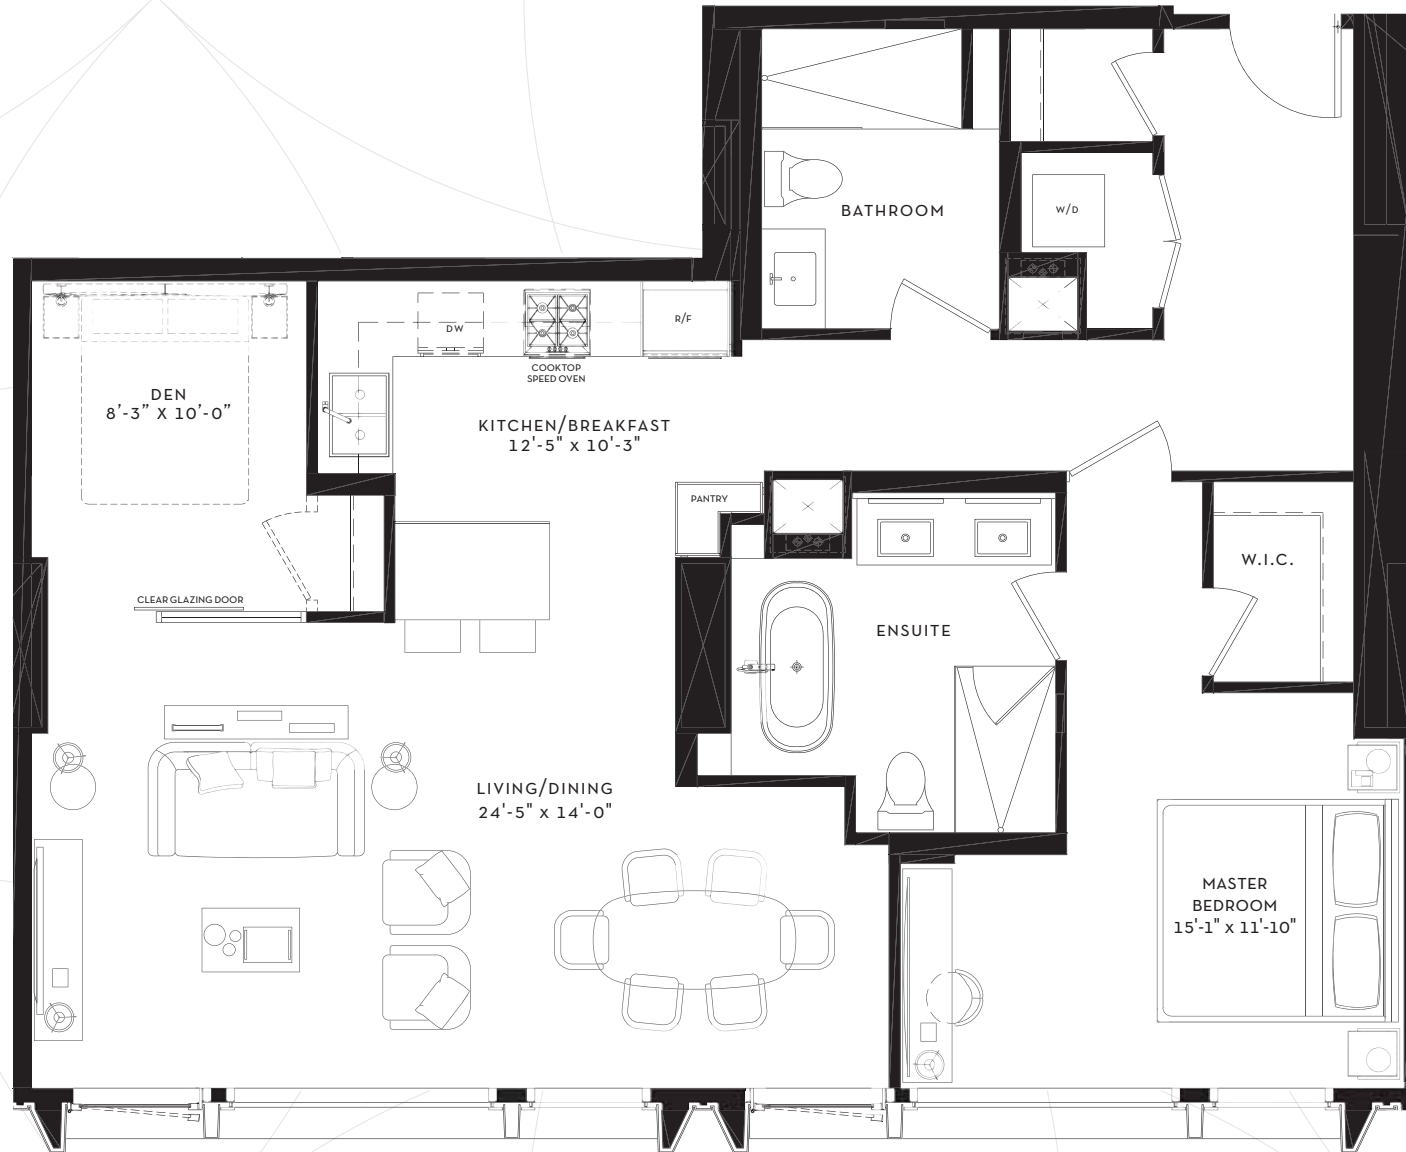 BATHROOM
W/D
DW
R/F
COOKTOP
SPEED OVEN
DEN
8'-3" X 10'-0"
KITCHEN/BREAKFAST
12'-5" x 10'-3"
PANTRY
W.I.C.
CLEAR GLAZING DOOR
ENSUITE
LIVING/DINING
24'-5" x 14'-0"
MASTER
BEDROOM
15'-1" x 11'-10"